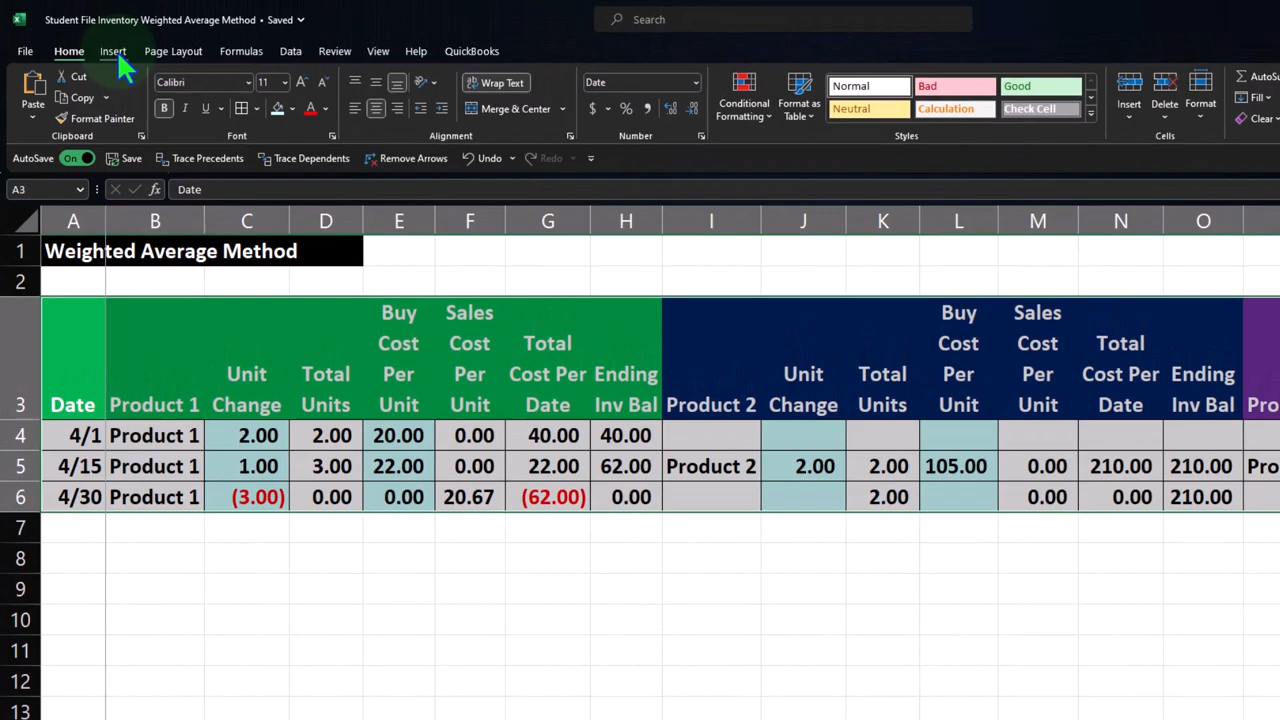 Student File Inventory Weighted Average Method • Saved
Search
File Home Insert Page Layout Formulas Data Review View Help QuickBooks
Paste
Cut
Copy
Format Painter
Clipboard
Calibri 11
B I U
Font
Wrap Text
Merge & Center
Alignment
Date
$ %
Number
Conditional Formatting
Format as Table
Normal Bad Good
Neutral Calculation Check Cell
Styles
Insert Delete Format
Cells
AutoSu
Fill
Clear
AutoSave On Save Trace Precedents Trace Dependents Remove Arrows Undo Redo
A3 fx Date
A B C D E F G H I J K L M N O
1 Weighted Average Method
2
3 Date Product 1 Unit Change Total Units Buy Cost Per Unit Sales Cost Per Unit Total Cost Per Date Ending Inv Bal Product 2 Unit Change Total Units Buy Cost Per Unit Sales Cost Per Unit Total Cost Per Date Ending Inv Bal Pro
4 4/1 Product 1 2.00 2.00 20.00 0.00 40.00 40.00
5 4/15 Product 1 1.00 3.00 22.00 0.00 22.00 62.00 Product 2 2.00 2.00 105.00 0.00 210.00 210.00 Pro
6 4/30 Product 1 (3.00) 0.00 0.00 20.67 (62.00) 0.00 2.00 0.00 0.00 210.00
7
8
9
10
11
12
13